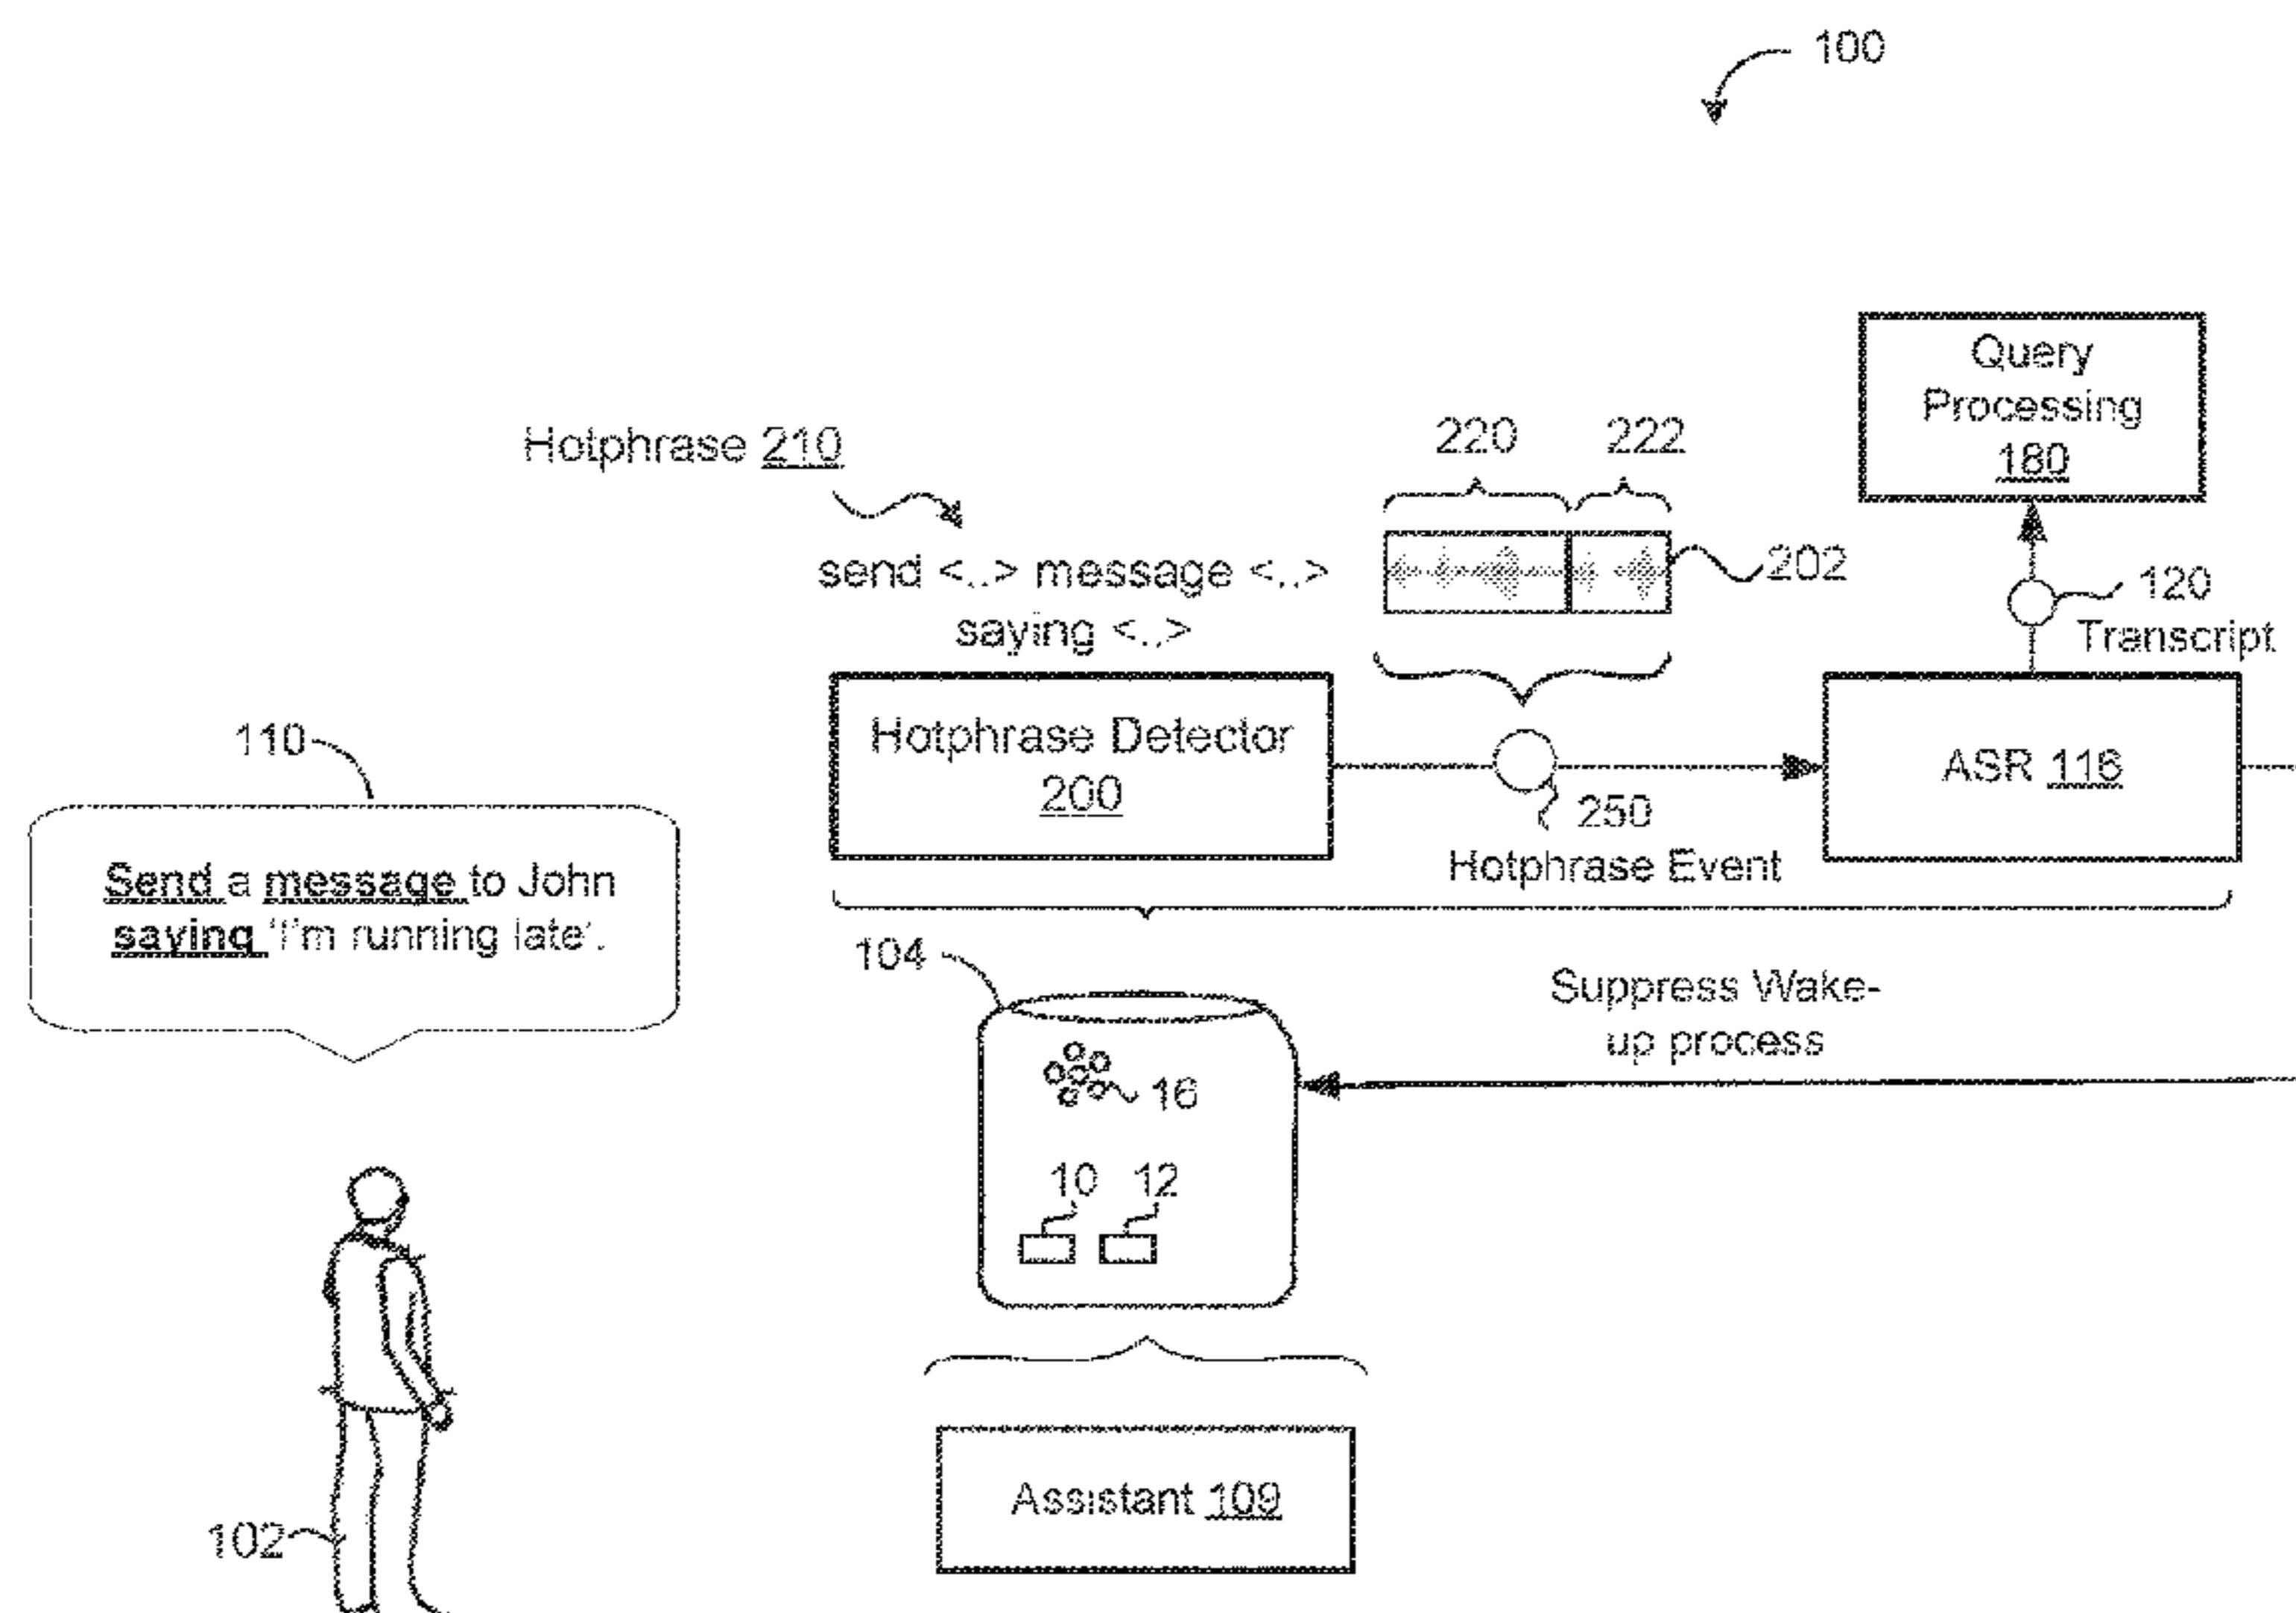 100
Query
Processing
180
Hotphrase 210
220
222
send <..> message <..>
saying <..>
202
120
Transcript
Hotphrase Detector
200
250
Hotphrase Event
ASR 116
110
Send a message to John
saying 'I'm running late'.
104
Suppress Wake-
up process
16
10
12
102
Assistant 109